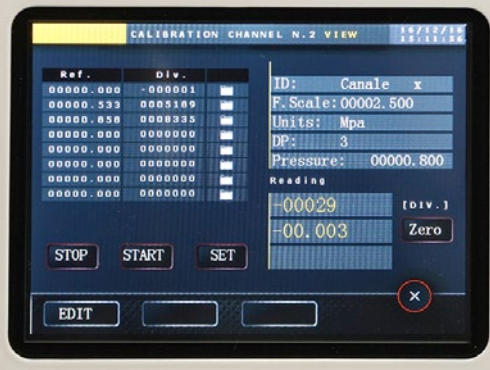 CALIBRATION CHANNEL N.2 VIEW
16/12/16
15:11:56
Ref. Div.
00000.000 -000001
00000.533 0005189
00000.858 0008335
00000.000 0000000
00000.000 0000000
00000.000 0000000
00000.000 0000000
00000.000 0000000
ID: Canale x
F.Scale:00002.500
Units: Mpa
DP: 3
Pressure: 00000.800
Reading
-00029 [DIV.]
-00.003 Zero
STOP START SET
×
EDIT